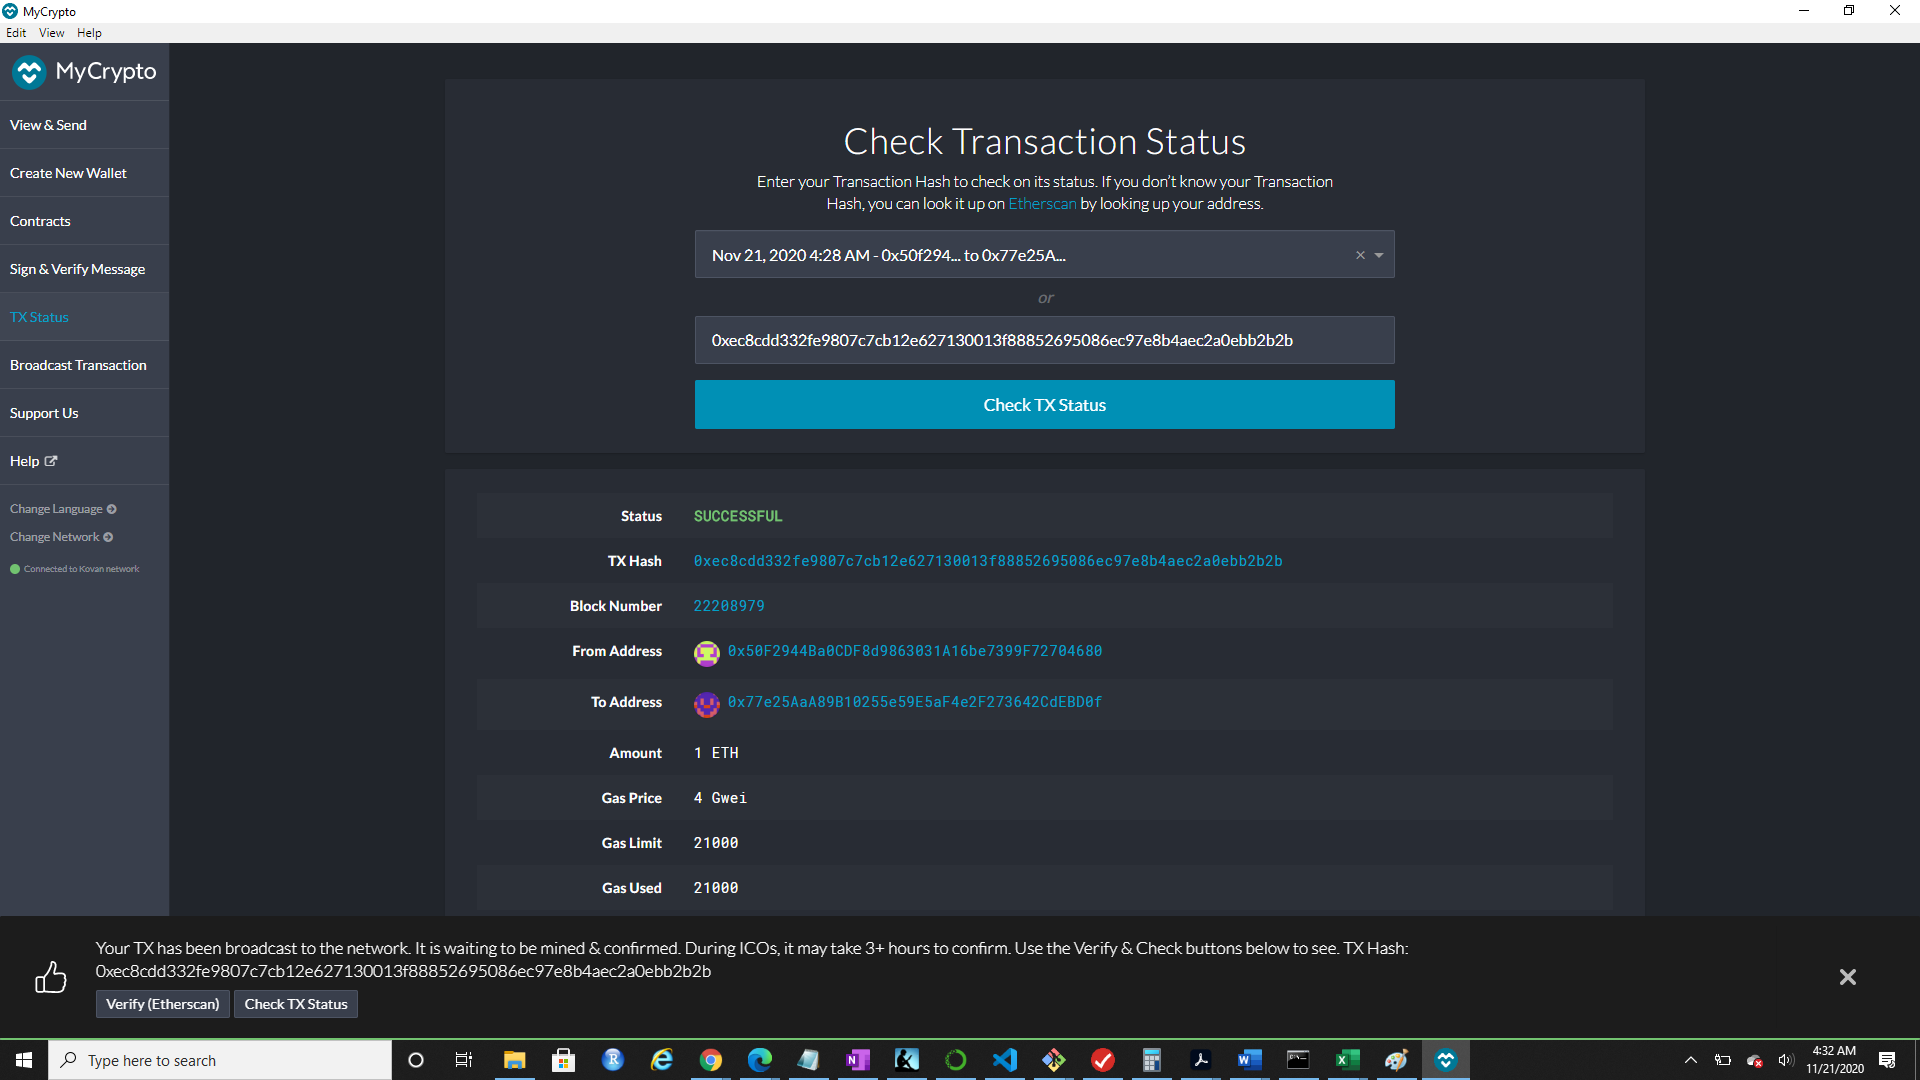 MyCrypto
Edit View Help
MyCrypto
View & Send
Create New Wallet
Contracts
Sign & Verify Message
TX Status
Broadcast Transaction
Support Us
Help
Change Language
Change Network
Connected to Kovan network
Check Transaction Status
Enter your Transaction Hash to check on its status. If you don't know your Transaction
Hash, you can look it up on Etherscan by looking up your address.
Nov 21, 2020 4:28 AM - 0x50f294... to 0x77e25A...
or
0xec8cdd332fe9807c7cb12e627130013f88852695086ec97e8b4aec2a0ebb2b2b
Check TX Status
Status SUCCESSFUL
TX Hash 0xec8cdd332fe9807c7cb12e627130013f88852695086ec97e8b4aec2a0ebb2b2b
Block Number 22208979
From Address 0x50F2944Ba0CDF8d9863031A16be7399F72704680
To Address 0x77e25AaA89B10255e59E5aF4e2F273642CdEBD0f
Amount 1 ETH
Gas Price 4 Gwei
Gas Limit 21000
Gas Used 21000
Your TX has been broadcast to the network. It is waiting to be mined & confirmed. During ICOs, it may take 3+ hours to confirm. Use the Verify & Check buttons below to see. TX Hash:
0xec8cdd332fe9807c7cb12e627130013f88852695086ec97e8b4aec2a0ebb2b2b
Verify (Etherscan) Check TX Status
Type here to search
4:32 AM
11/21/2020